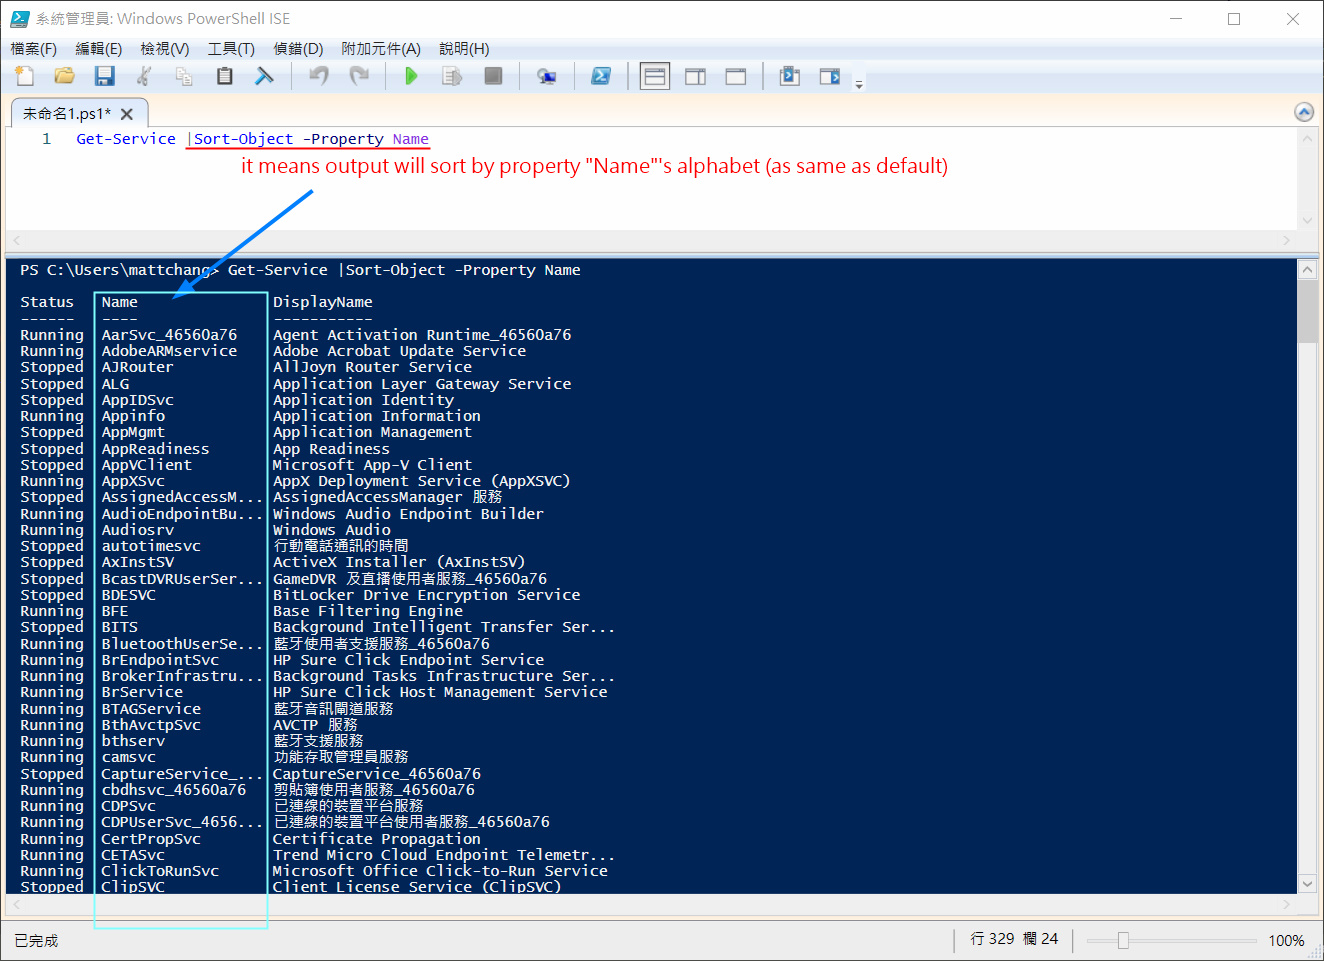 系統管理員: Windows PowerShell ISE
檔案(F) 編輯(E) 檢視(V) 工具(T) 偵錯(D) 附加元件(A) 說明(H)
未命名1.ps1*
1 Get-Service |Sort-Object -Property Name
it means output will sort by property "Name"'s alphabet (as same as default)
PS C:\Users\mattchang> Get-Service |Sort-Object -Property Name
Status Name DisplayName
------ ---- -----------
Running AarSvc_46560a76 Agent Activation Runtime_46560a76
Running AdobeARMservice Adobe Acrobat Update Service
Stopped AJRouter AllJoyn Router Service
Stopped ALG Application Layer Gateway Service
Stopped AppIDSvc Application Identity
Running Appinfo Application Information
Stopped AppMgmt Application Management
Stopped AppReadiness App Readiness
Stopped AppVClient Microsoft App-V Client
Running AppXSvc AppX Deployment Service (AppXSVC)
Stopped AssignedAccessM... AssignedAccessManager 服務
Running AudioEndpointBu... Windows Audio Endpoint Builder
Running Audiosrv Windows Audio
Stopped autotimesvc 行動電話通訊的時間
Stopped AxInstSV ActiveX Installer (AxInstSV)
Stopped BcastDVRUserSer... GameDVR 及直播使用者服務_46560a76
Stopped BDESVC BitLocker Drive Encryption Service
Running BFE Base Filtering Engine
Stopped BITS Background Intelligent Transfer Ser...
Running BluetoothUserSe... 藍牙使用者支援服務_46560a76
Running BrEndpointSvc HP Sure Click Endpoint Service
Running BrokerInfrastru... Background Tasks Infrastructure Ser...
Running BrService HP Sure Click Host Management Service
Running BTAGService 藍牙音訊閘道服務
Running BthAvctpSvc AVCTP 服務
Running bthserv 藍牙支援服務
Running camsvc 功能存取管理員服務
Stopped CaptureService_... CaptureService_46560a76
Running cbdhsvc_46560a76 剪貼簿使用者服務_46560a76
Running CDPSvc 已連線的裝置平台服務
Running CDPUserSvc_4656... 已連線的裝置平台使用者服務_46560a76
Running CertPropSvc Certificate Propagation
Running CETASvc Trend Micro Cloud Endpoint Telemetr...
Running ClickToRunSvc Microsoft Office Click-to-Run Service
Stopped ClipSVC Client License Service (ClipSVC)
已完成 行 329 欄 24 100%